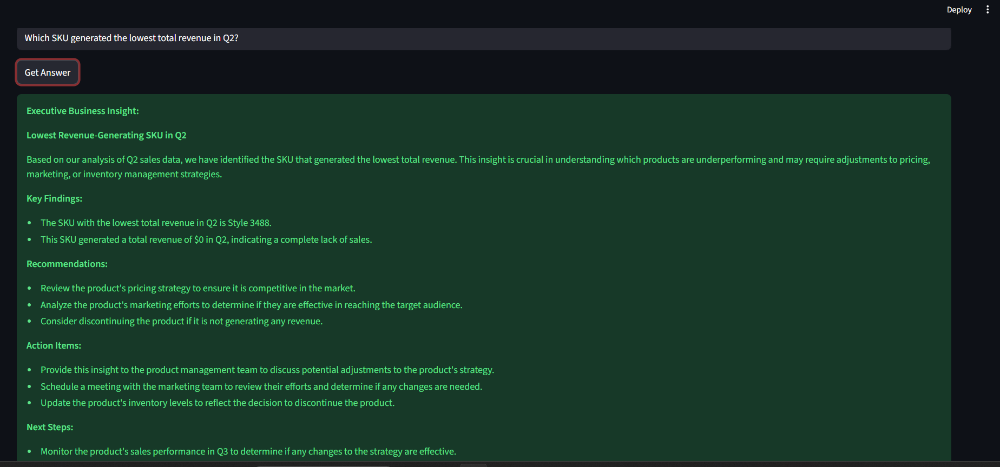 Deploy
Which SKU generated the lowest total revenue in Q2?
Get Answer
Executive Business Insight:
Lowest Revenue-Generating SKU in Q2
Based on our analysis of Q2 sales data, we have identified the SKU that generated the lowest total revenue. This insight is crucial in understanding which products are underperforming and may require adjustments to pricing,
marketing, or inventory management strategies.
Key Findings:
• The SKU with the lowest total revenue in Q2 is Style 3488.
• This SKU generated a total revenue of $0 in Q2, indicating a complete lack of sales.
Recommendations:
• Review the product's pricing strategy to ensure it is competitive in the market.
• Analyze the product's marketing efforts to determine if they are effective in reaching the target audience.
• Consider discontinuing the product if it is not generating any revenue.
Action Items:
• Provide this insight to the product management team to discuss potential adjustments to the product's strategy.
• Schedule a meeting with the marketing team to review their efforts and determine if any changes are needed.
• Update the product's inventory levels to reflect the decision to discontinue the product.
Next Steps:
• Monitor the product's sales performance in Q3 to determine if any changes to the strategy are effective.